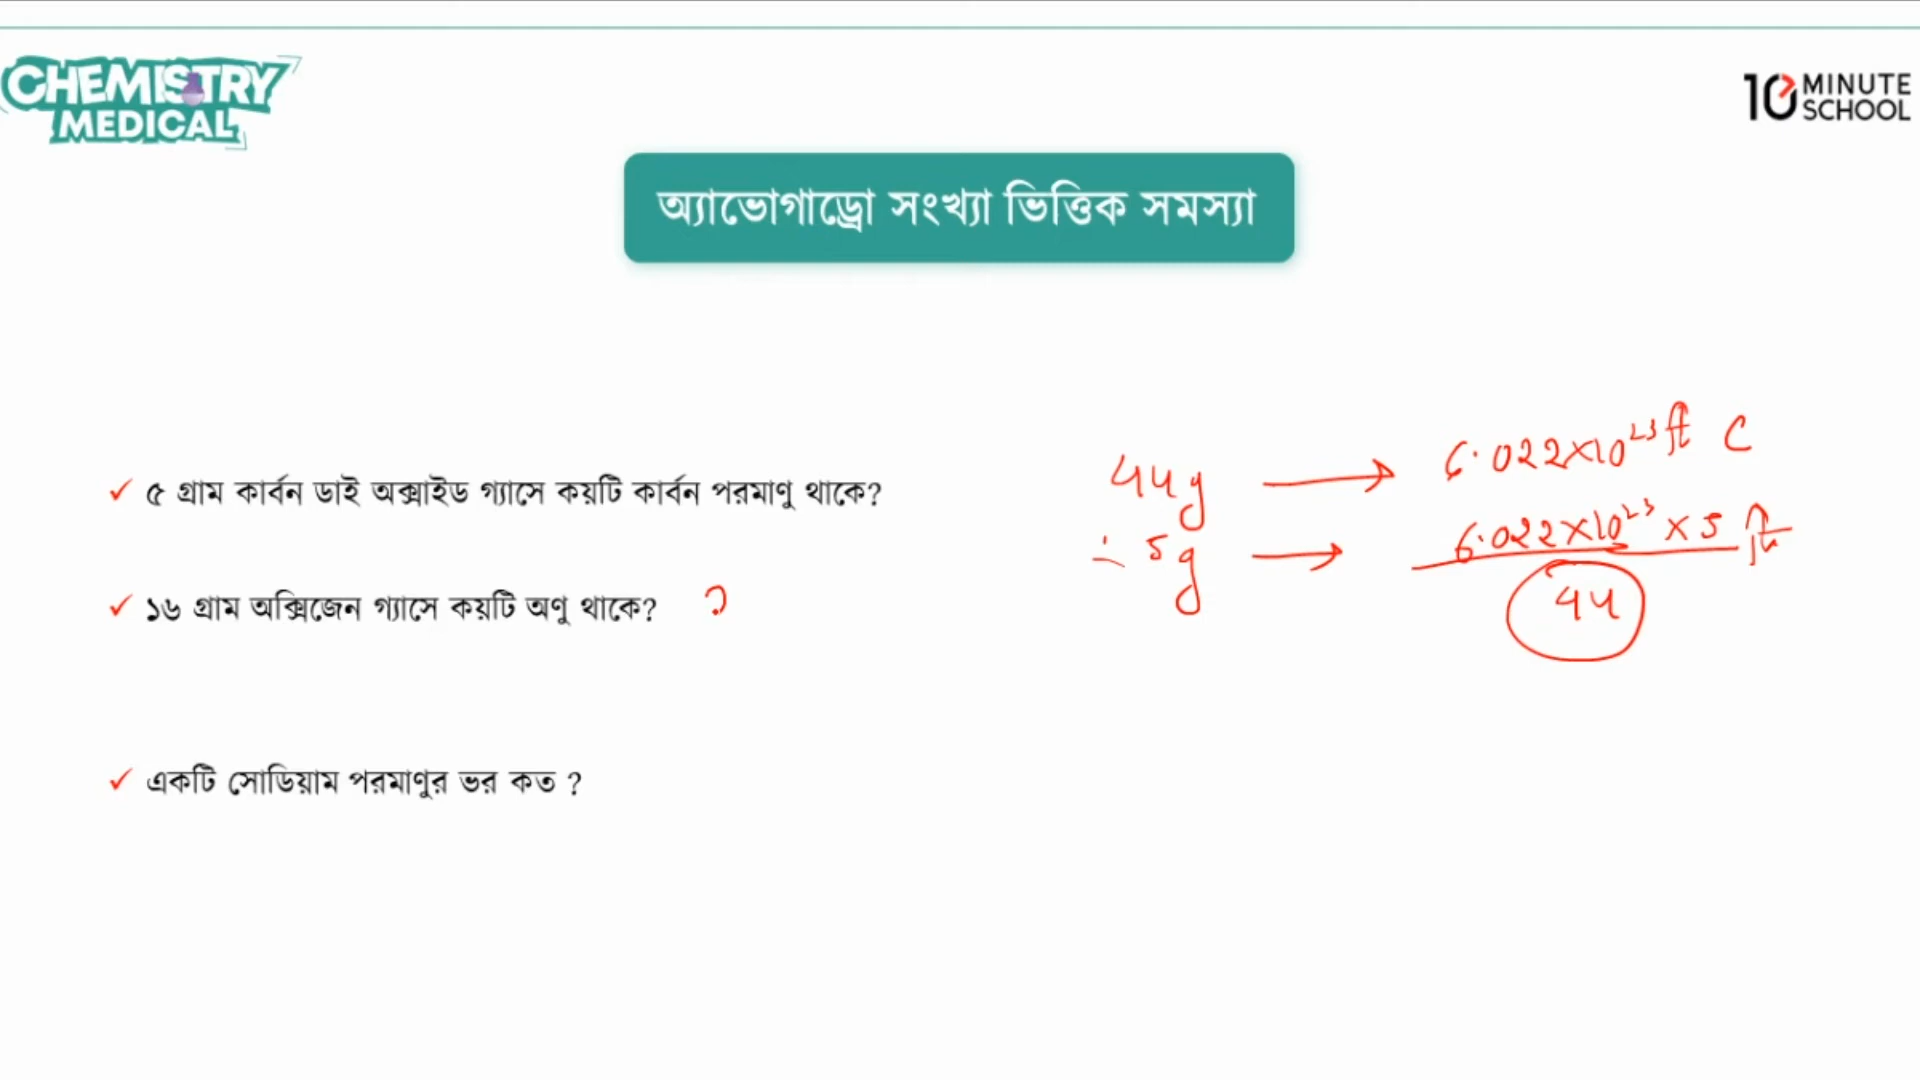 CHEMISTRY
MEDICAL
10 MINUTE
SCHOOL
অ্যাভোগাড্রো সংখ্যা ভিত্তিক সমস্যা
✓ ৫ গ্রাম কার্বন ডাই অক্সাইড গ্যাসে কয়টি কার্বন পরমাণু থাকে?
✓ ১৬ গ্রাম অক্সিজেন গ্যাসে কয়টি অণু থাকে?
✓ একটি সোডিয়াম পরমাণুর ভর কত ?
44g → 6.022×10²³ টি C
∴ 5g → 6.022×10²³ × 5 টি
44